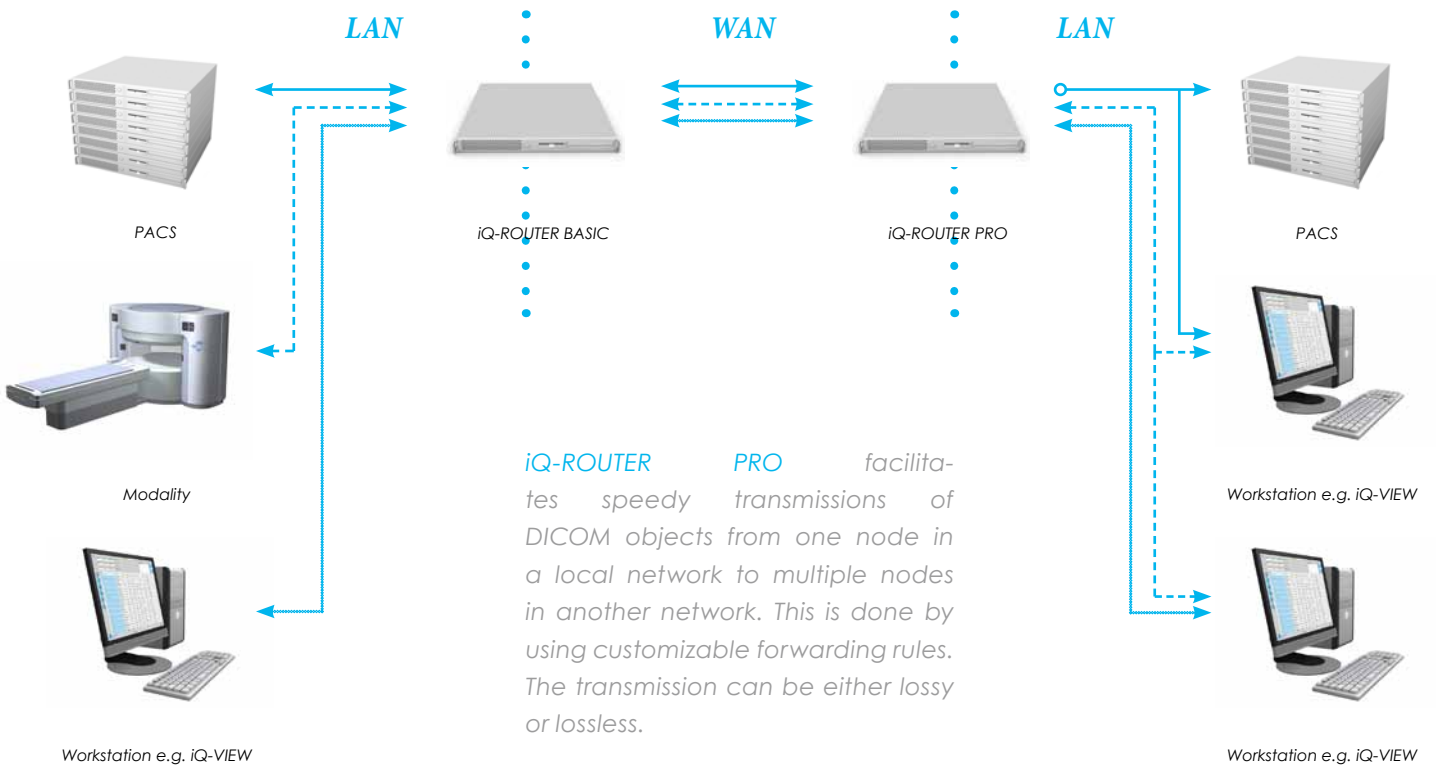 LAN
WAN
LAN
PACS
iQ-ROUTER BASIC
iQ-ROUTER PRO
PACS
Modality
Workstation e.g. iQ-VIEW
iQ-ROUTER PRO facilita-
tes speedy transmissions of
DICOM objects from one node in
a local network to multiple nodes
in another network. This is done by
using customizable forwarding rules.
The transmission can be either lossy
or lossless.
Workstation e.g. iQ-VIEW
Workstation e.g. iQ-VIEW